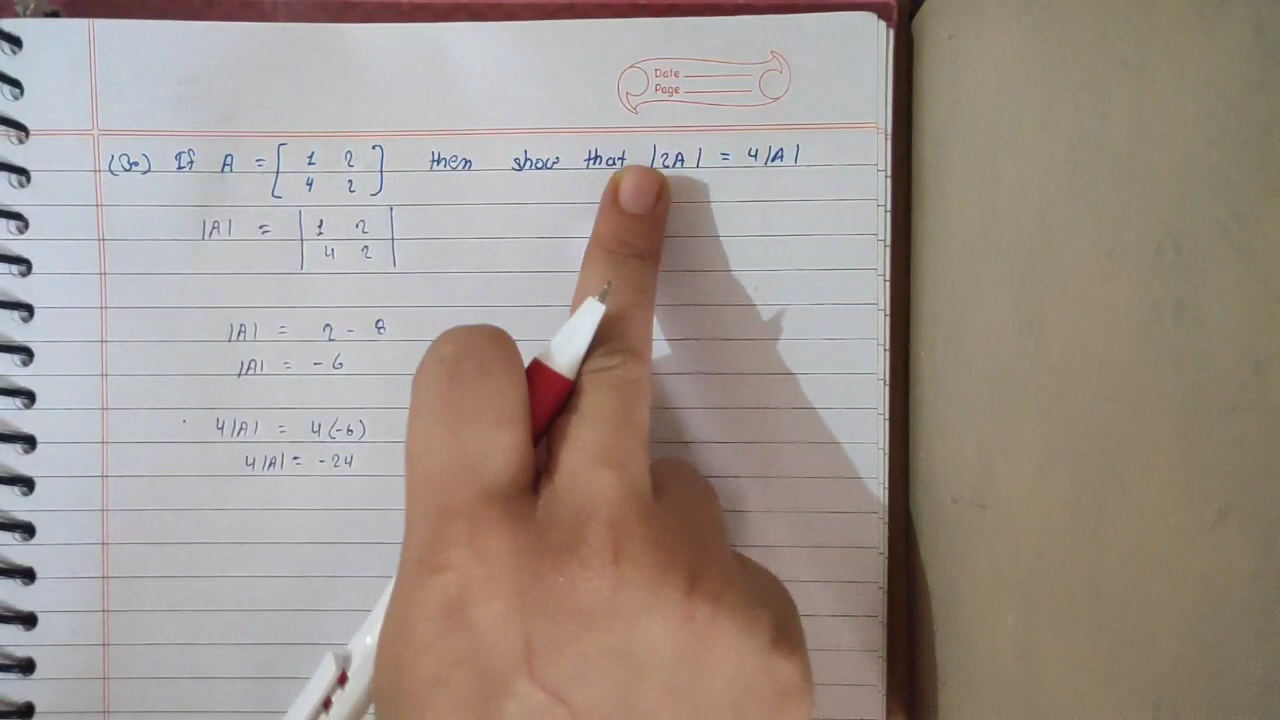 Date
Page
(Q.) If A = [ 1 2 then show that |2A| = 4|A|
4 2 ]
|A| = | 1 2
4 2 |
|A| = 2 - 8
|A| = -6
4|A| = 4(-6)
4|A| = -24